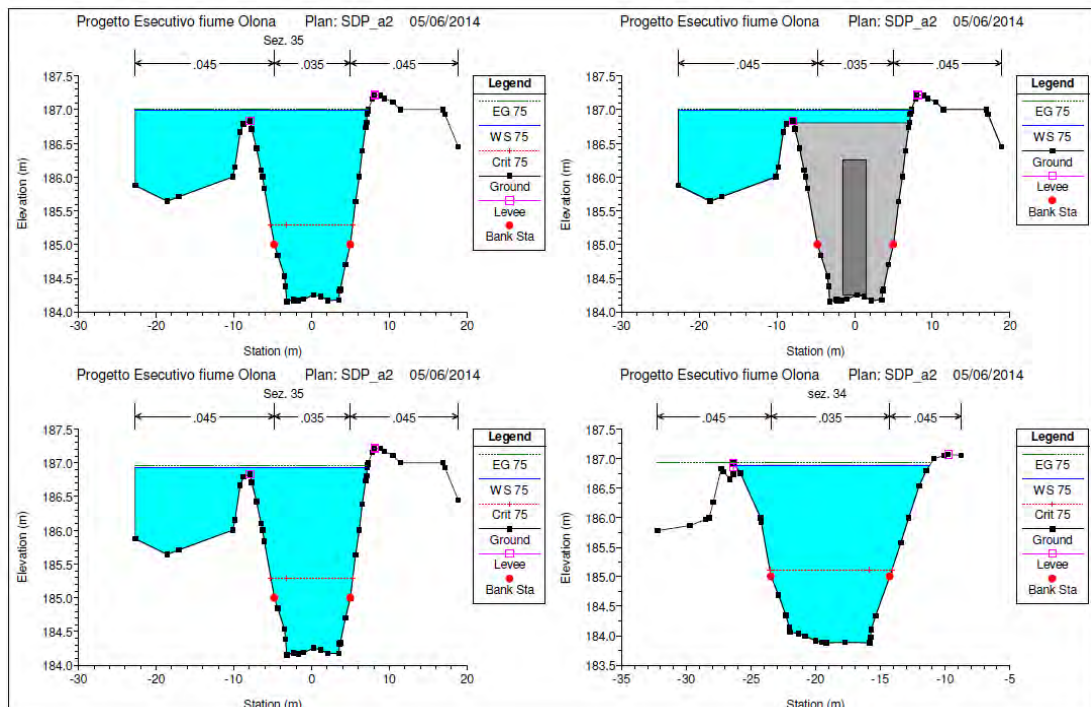 Progetto Esecutivo fiume Olona Plan: SDP_a2 05/06/2014
Sez. 35
.045 .035 .045
187.5
187.0
186.5
186.0
185.5
185.0
184.5
184.0
Elevation (m)
-30 -20 -10 0 10 20
Station (m)
Legend
EG 75
WS 75
Crit 75
Ground
Levee
Bank Sta
Progetto Esecutivo fiume Olona Plan: SDP_a2 05/06/2014
.045 .035 .045
187.5
187.0
186.5
186.0
185.5
185.0
184.5
184.0
Elevation (m)
-30 -20 -10 0 10 20
Station (m)
Legend
EG 75
WS 75
Crit 75
Ground
Levee
Bank Sta
Progetto Esecutivo fiume Olona Plan: SDP_a2 05/06/2014
Sez. 35
.045 .035 .045
187.5
187.0
186.5
186.0
185.5
185.0
184.5
184.0
Elevation (m)
-30 -20 -10 0 10 20
Station (m)
Legend
EG 75
WS 75
Crit 75
Ground
Levee
Bank Sta
Progetto Esecutivo fiume Olona Plan: SDP_a2 05/06/2014
sez. 34
.045 .035 .045
187.5
187.0
186.5
186.0
185.5
185.0
184.5
184.0
183.5
Elevation (m)
-35 -30 -25 -20 -15 -10 -5
Station (m)
Legend
EG 75
WS 75
Crit 75
Ground
Levee
Bank Sta